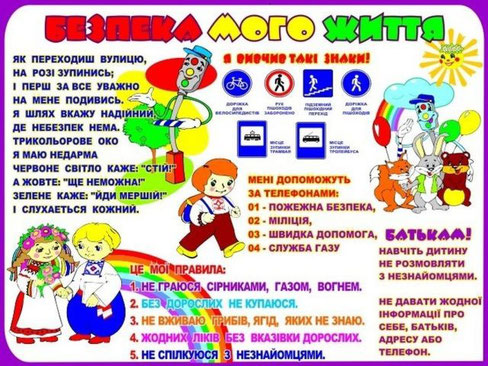 БЕЗПЕКА МОГО ЖИТТЯ
ЯК ПЕРЕХОДИШ ВУЛИЦЮ,
НА РОЗІ ЗУПИНИСЬ;
І ПЕРШ ЗА ВСЕ УВАЖНО
НА МЕНЕ ПОДИВИСЬ.
Я ШЛЯХ ВКАЖУ НАДІЙНИЙ,
ДЕ НЕБЕЗПЕК НЕМА.
ТРИКОЛЬОРОВЕ ОКО
Я МАЮ НЕДАРМА
ЧЕРВОНЕ СВІТЛО КАЖЕ: "СТІЙ!"
А ЖОВТЕ: "ЩЕ НЕМОЖНА!"
ЗЕЛЕНЕ КАЖЕ: "ЙДИ МЕРШІЙ!"
І СЛУХАЄТЬСЯ КОЖНИЙ.
Я ВИВЧИВ ТАКІ ЗНАКИ!
ДОРІЖКА
ДЛЯ
ВЕЛОСИПЕДИСТІВ
РУХ
ПІШОХОДІВ
ЗАБОРОНЕНО
ПІДЗЕМНИЙ
ПІШОХІДНИЙ
ПЕРЕХІД
ДОРІЖКА
ДЛЯ
ПІШОХОДІВ
МІСЦЕ
ЗУПИНКИ
ТРАМВАЯ
МІСЦЕ
ЗУПИНКИ
ТРОЛЕЙБУСА
МЕНІ ДОПОМОЖУТЬ
ЗА ТЕЛЕФОНАМИ:
01 - ПОЖЕЖНА БЕЗПЕКА,
02 - МІЛІЦІЯ,
03 - ШВИДКА ДОПОМОГА,
04 - СЛУЖБА ГАЗУ
ЦЕ МОЇ ПРАВИЛА:
1. НЕ ГРАЮСЯ СІРНИКАМИ, ГАЗОМ, ВОГНЕМ.
2. БЕЗ ДОРОСЛИХ НЕ КУПАЮСЯ.
3. НЕ ВЖИВАЮ ГРИБІВ, ЯГІД, ЯКИХ НЕ ЗНАЮ.
4. ЖОДНИХ ЛІКІВ БЕЗ ВКАЗІВКИ ДОРОСЛИХ.
5. НЕ СПІЛКУЮСЯ З НЕЗНАЙОМЦЯМИ.
БАТЬКАМ!
НАВЧІТЬ ДИТИНУ
НЕ РОЗМОВЛЯТИ
З НЕЗНАЙОМЦЯМИ.
НЕ ДАВАТИ ЖОДНОЇ
ІНФОРМАЦІЇ ПРО
СЕБЕ, БАТЬКІВ,
АДРЕСУ АБО
ТЕЛЕФОН.